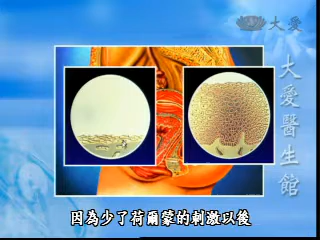 大愛
大愛醫生館
因為少了荷爾蒙的刺激以後